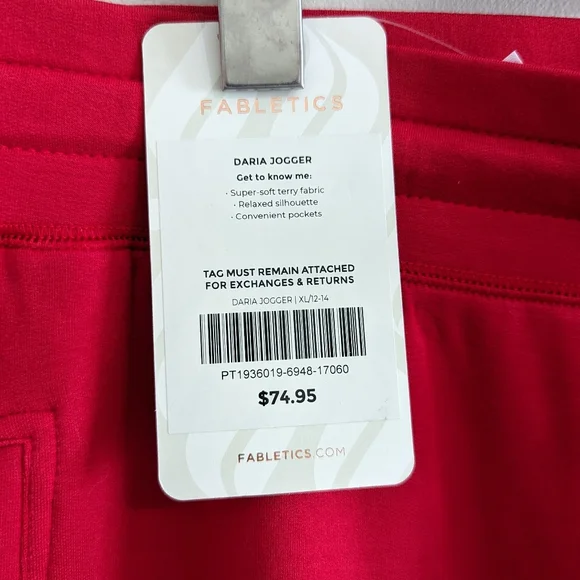 FABLETICS
DARIA JOGGER
Get to know me:
· Super-soft terry fabric
· Relaxed silhouette
· Convenient pockets
TAG MUST REMAIN ATTACHED
FOR EXCHANGES & RETURNS
DARIA JOGGER | XL/12-14
PT1936019-6948-17060
$74.95
FABLETICS.COM